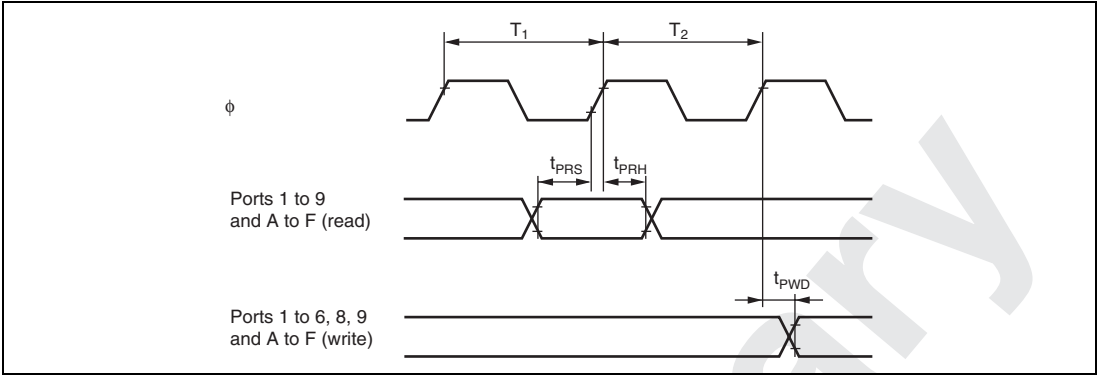 T1
T2
ϕ
tPRS
tPRH
Ports 1 to 9
and A to F (read)
tPWD
Ports 1 to 6, 8, 9
and A to F (write)